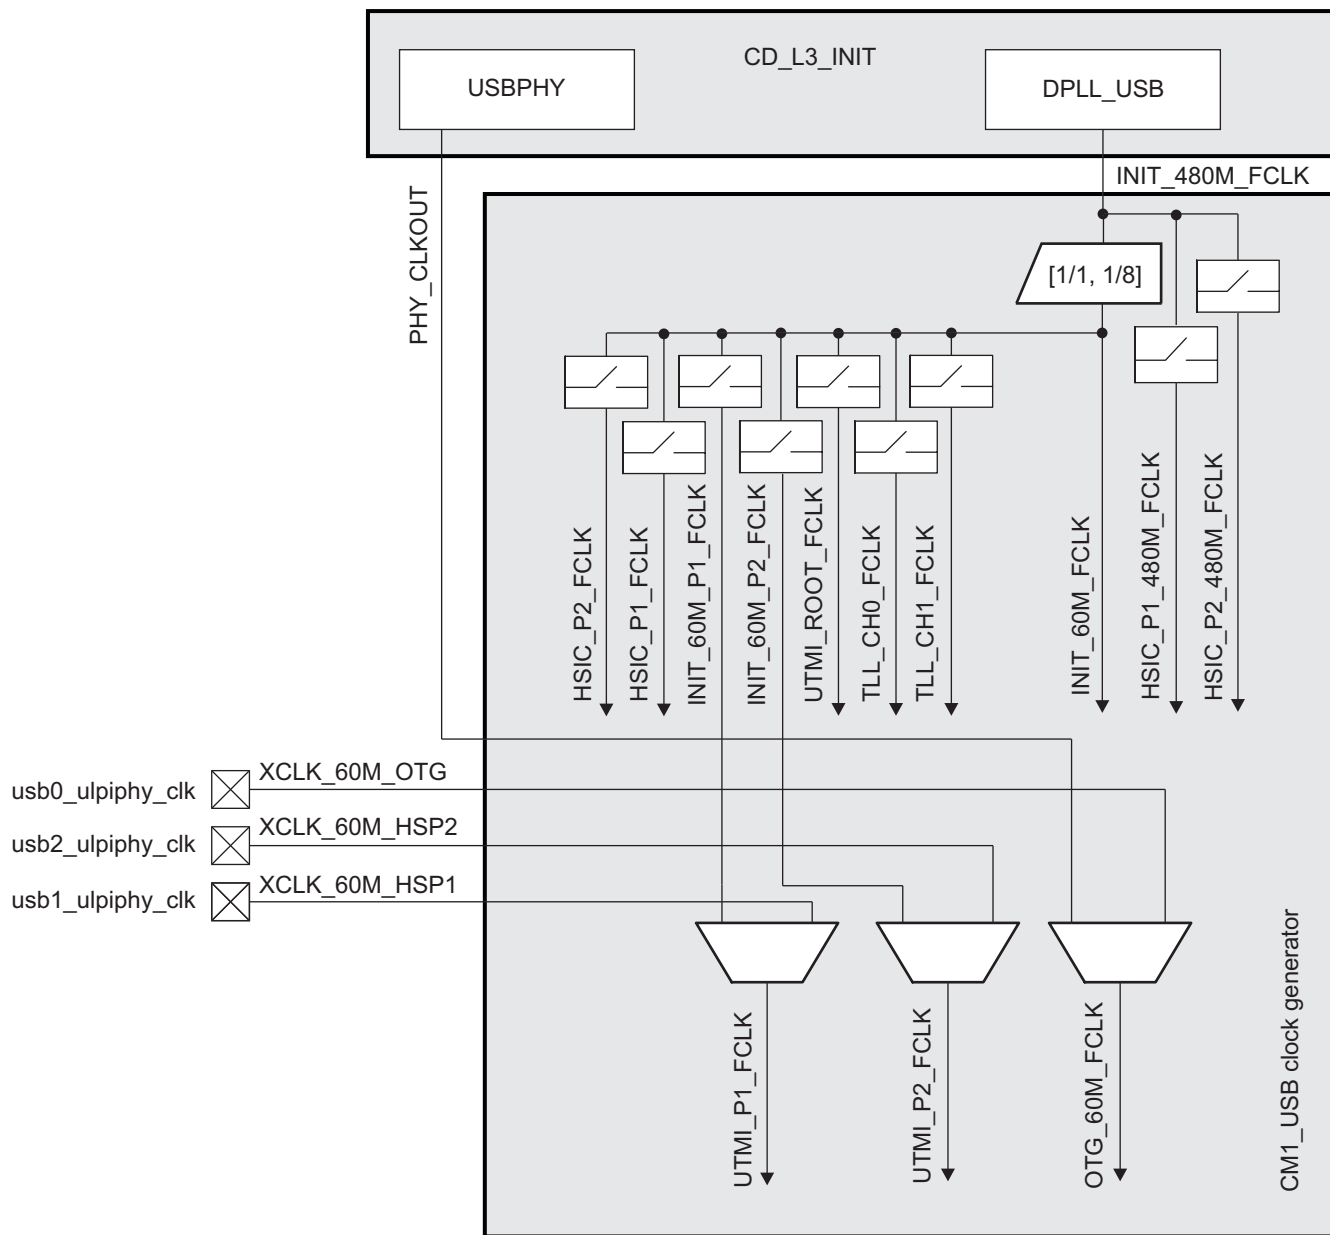 CD_L3_INIT
USBPHY
DPLL_USB
INIT_480M_FCLK
PHY_CLKOUT
[1/1, 1/8]
HSIC_P2_FCLK
HSIC_P1_FCLK
INIT_60M_P1_FCLK
INIT_60M_P2_FCLK
UTMI_ROOT_FCLK
TLL_CH0_FCLK
TLL_CH1_FCLK
INIT_60M_FCLK
HSIC_P1_480M_FCLK
HSIC_P2_480M_FCLK
usb0_ulpiphy_clk
XCLK_60M_OTG
usb2_ulpiphy_clk
XCLK_60M_HSP2
usb1_ulpiphy_clk
XCLK_60M_HSP1
UTMI_P1_FCLK
UTMI_P2_FCLK
OTG_60M_FCLK
CM1_USB clock generator